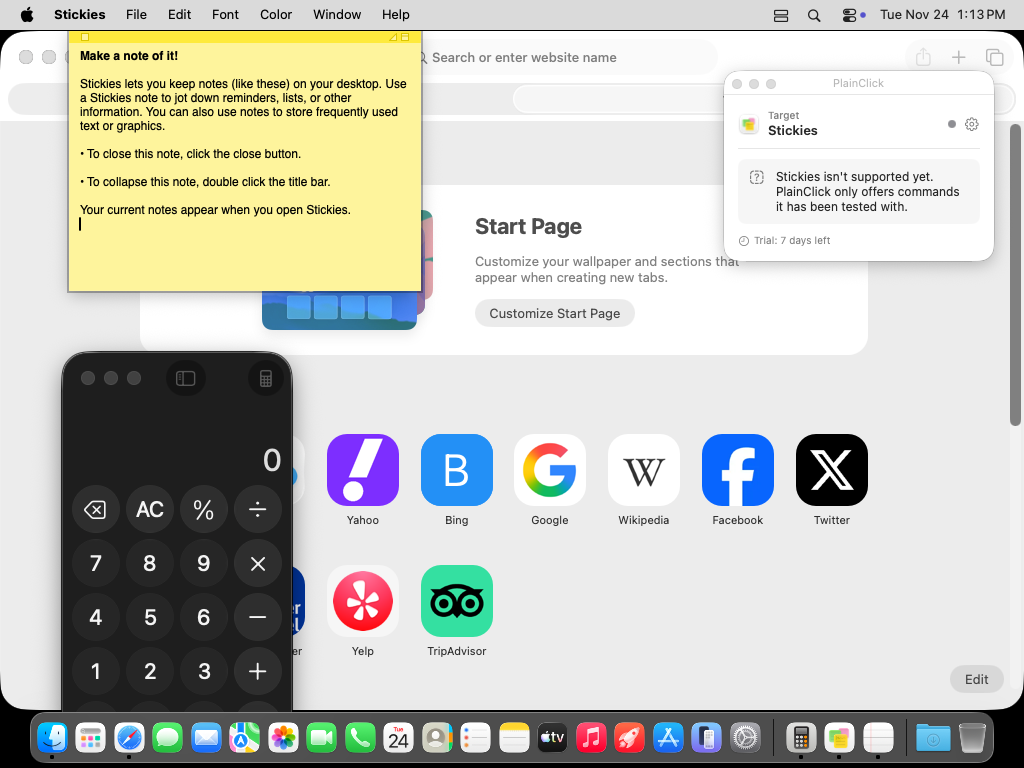 Stickies File Edit Font Color Window Help Tue Nov 24 1:13 PM
Make a note of it!
Stickies lets you keep notes (like these) on your desktop. Use
a Stickies note to jot down reminders, lists, or other
information. You can also use notes to store frequently used
text or graphics.
• To close this note, click the close button.
• To collapse this note, double click the title bar.
Your current notes appear when you open Stickies.
Search or enter website name
PlainClick
Target
Stickies
Stickies isn't supported yet.
PlainClick only offers commands
it has been tested with.
Trial: 7 days left
Start Page
Customize your wallpaper and sections that
appear when creating new tabs.
Customize Start Page
0
AC % ÷
7 8 9 ×
4 5 6 −
1 2 3 +
B
W
Yahoo Bing Google Wikipedia Facebook Twitter
er Yelp TripAdvisor
Edit
Tue
24
tv